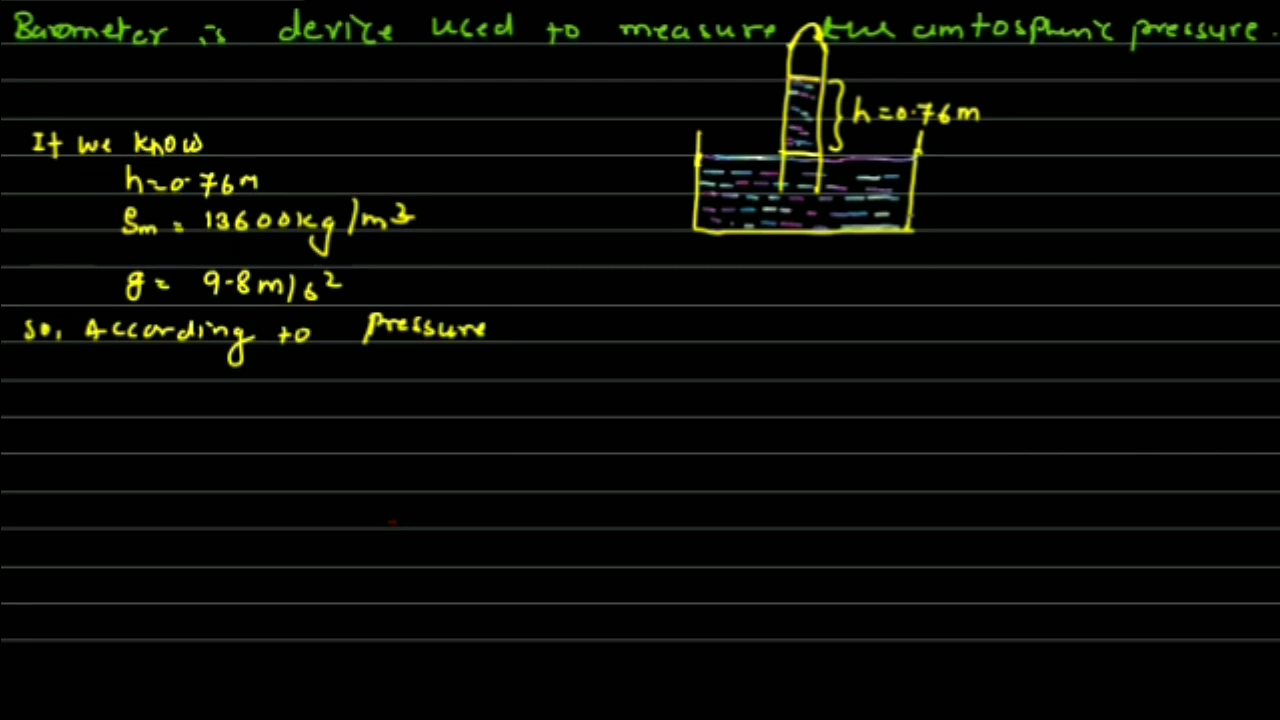 Barometer is device used to measure the amtospheric pressure.
h=0.76m
If we know
h=0.76m
ρm = 13600kg/m3
g= 9.8m/s2
so, According to pressure